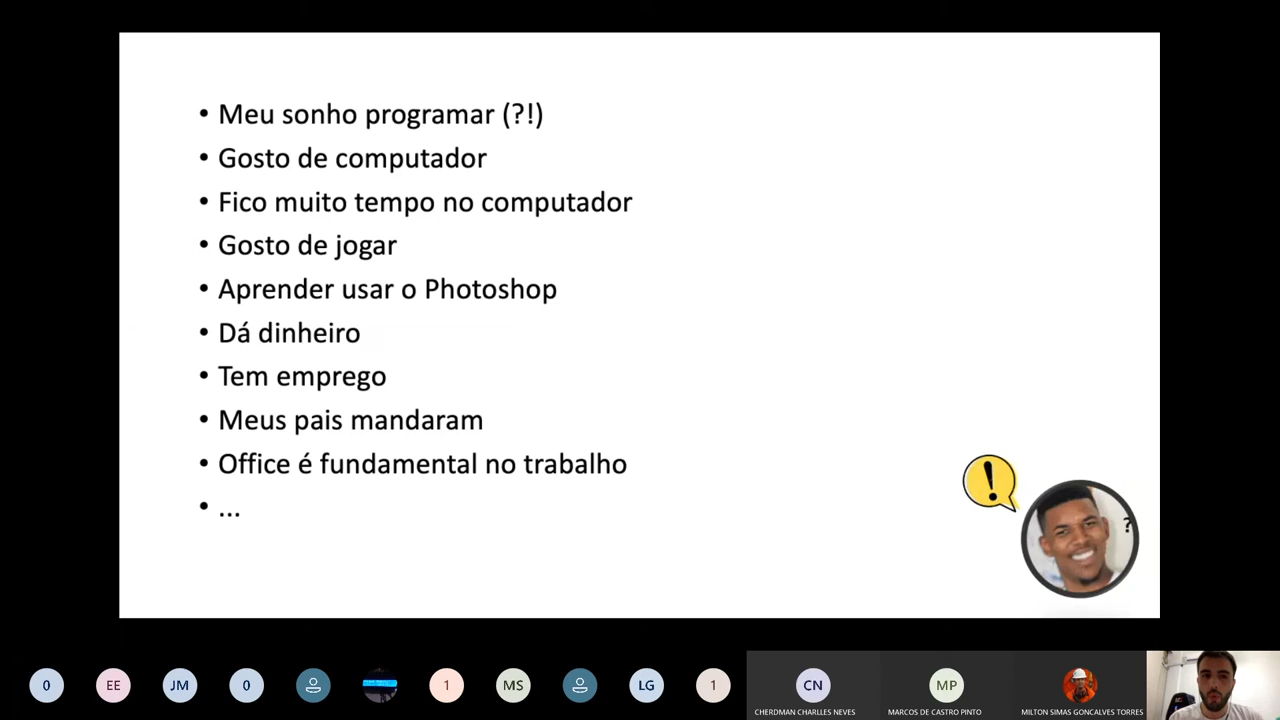 • Meu sonho programar (?!)
• Gosto de computador
• Fico muito tempo no computador
• Gosto de jogar
• Aprender usar o Photoshop
• Dá dinheiro
• Tem emprego
• Meus pais mandaram
• Office é fundamental no trabalho
• ...
!
?
0
EE
JM
0
1
MS
LG
1
CN
CHERDMAN CHARLLES NEVES
MP
MARCOS DE CASTRO PINTO
MILTON SIMAS GONCALVES TORRES